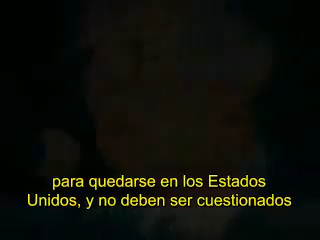 para quedarse en los Estados
Unidos, y no deben ser cuestionados